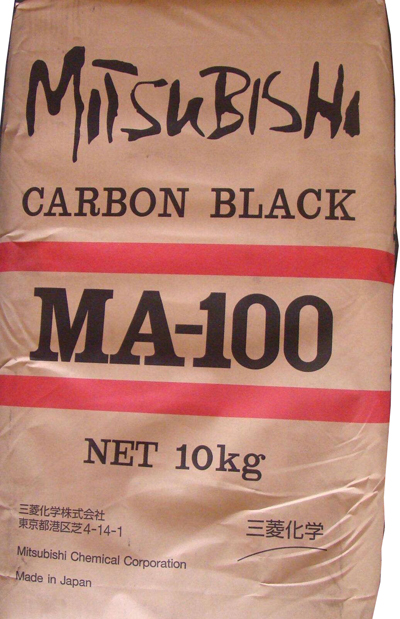 MITSUBISHI
CARBON BLACK
MA-100
NET 10kg
三菱化学株式会社
東京都港区芝4-14-1
三菱化学
Mitsubishi Chemical Corporation
Made in Japan